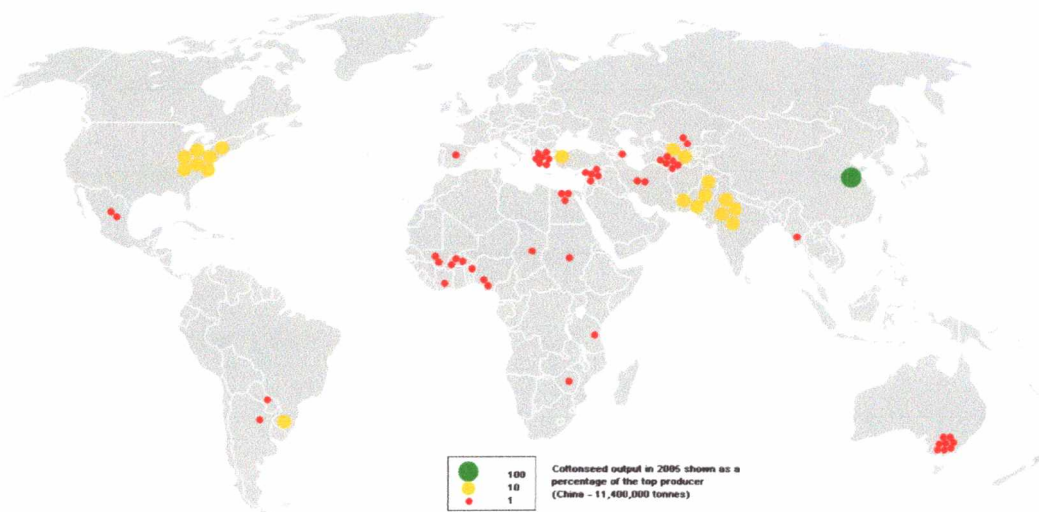 100
10
1
Cottonseed output in 2005 shown as a
percentage of the top producer
(China - 11,400,000 tonnes)